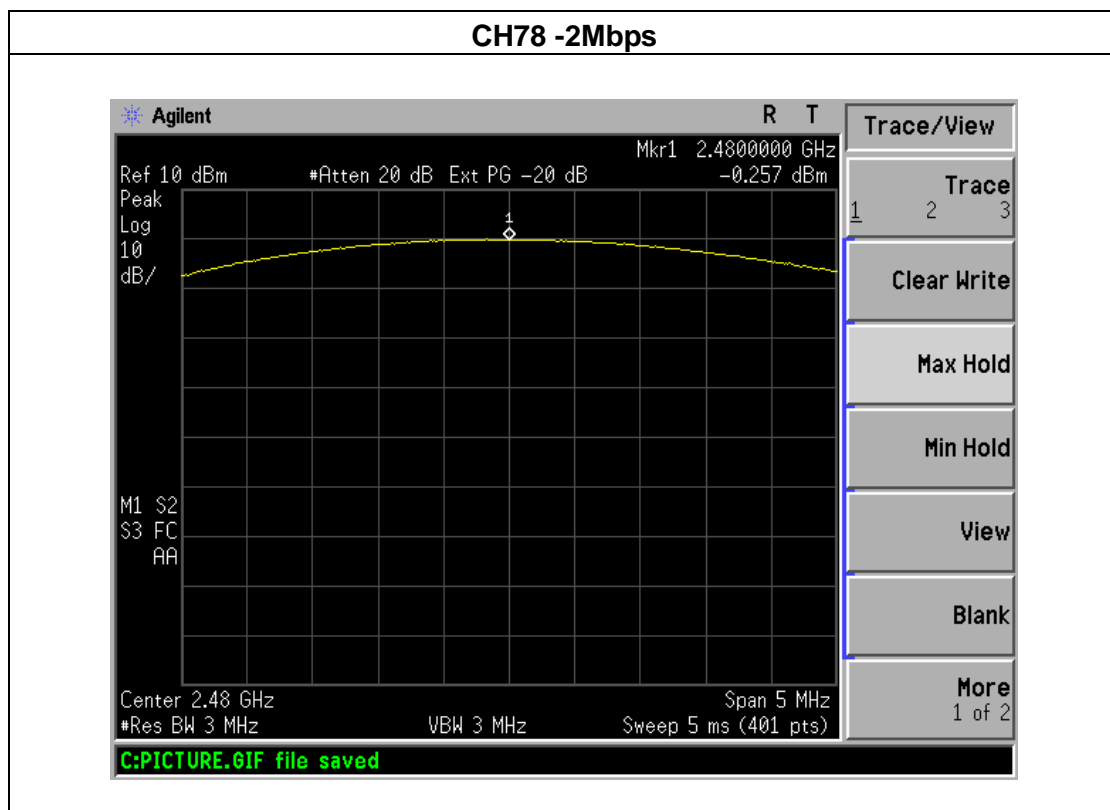 CH78 -2Mbps
Agilent R T
Mkr1 2.4800000 GHz
Ref 10 dBm #Atten 20 dB Ext PG -20 dB -0.257 dBm
Peak
Log
10
dB/
1
M1 S2
S3 FC
AA
Center 2.48 GHz Span 5 MHz
#Res BW 3 MHz VBW 3 MHz Sweep 5 ms (401 pts)
C:PICTURE.GIF file saved
Trace/View
Trace
1 2 3
Clear Write
Max Hold
Min Hold
View
Blank
More
1 of 2